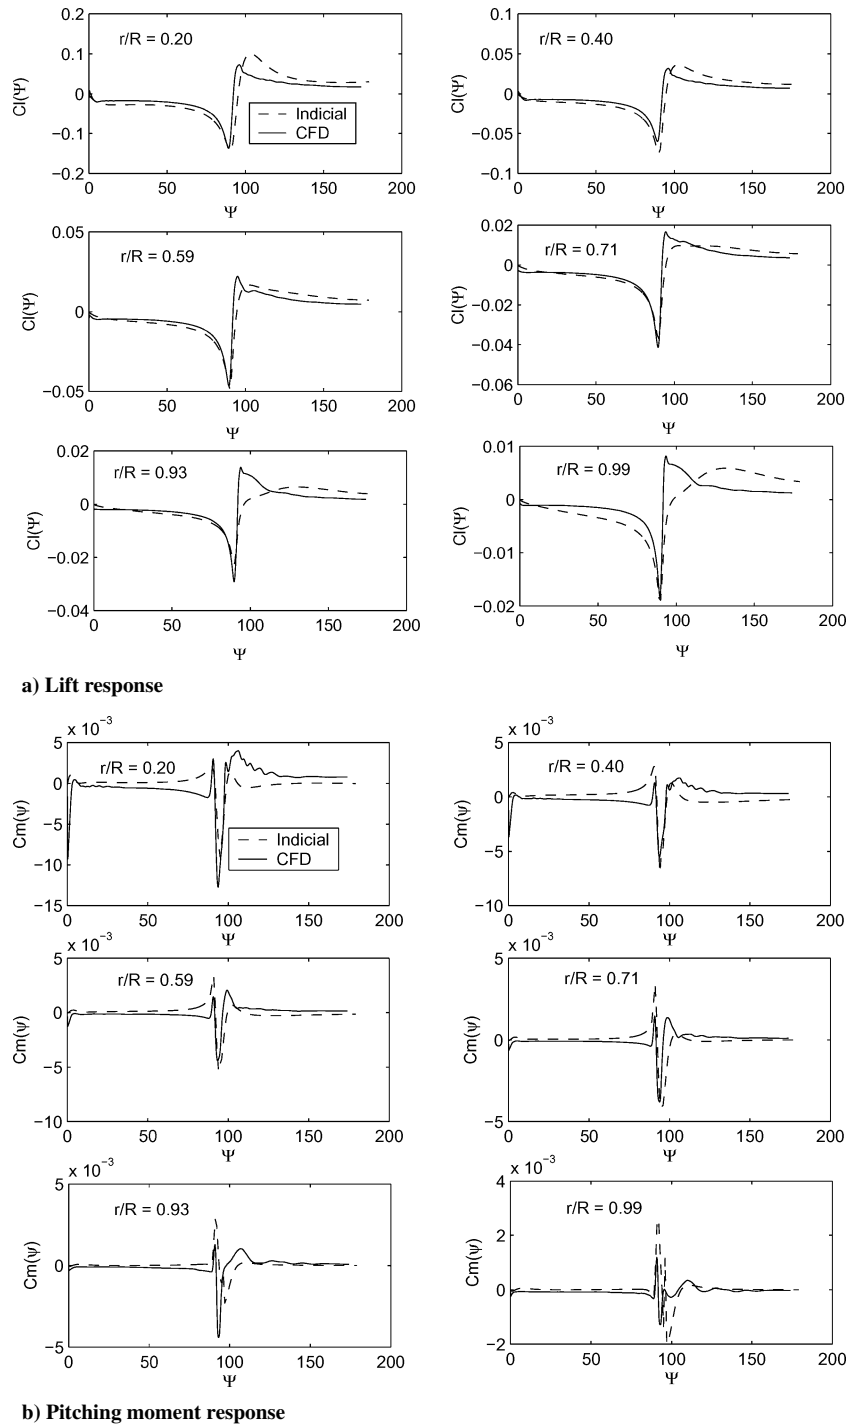 r/R = 0.20
0.2
0.1
0
−0.1
−0.2
Cl(Ψ)
Indicial
CFD
0 50 100 150 200
Ψ
r/R = 0.40
0.1
0.05
0
−0.05
−0.1
Cl(Ψ)
0 50 100 150 200
Ψ
r/R = 0.59
0.05
0
−0.05
Cl(Ψ)
0 50 100 150 200
Ψ
r/R = 0.71
0.02
0
−0.02
−0.04
−0.06
Cl(Ψ)
0 50 100 150 200
Ψ
r/R = 0.93
0.02
0
−0.02
−0.04
Cl(Ψ)
0 50 100 150 200
Ψ
r/R = 0.99
0.01
0
−0.01
−0.02
Cl(Ψ)
0 50 100 150 200
Ψ
a) Lift response
x 10−3
r/R = 0.20
5
0
−5
−10
−15
Cm(ψ)
Indicial
CFD
0 50 100 150 200
Ψ
x 10−3
r/R = 0.40
5
0
−5
−10
Cm(ψ)
0 50 100 150 200
Ψ
x 10−3
r/R = 0.59
5
0
−5
−10
Cm(ψ)
0 50 100 150 200
Ψ
x 10−3
r/R = 0.71
5
0
−5
Cm(ψ)
0 50 100 150 200
Ψ
x 10−3
r/R = 0.93
5
0
−5
Cm(ψ)
0 50 100 150 200
Ψ
x 10−3
r/R = 0.99
4
2
0
−2
Cm(ψ)
0 50 100 150 200
Ψ
b) Pitching moment response